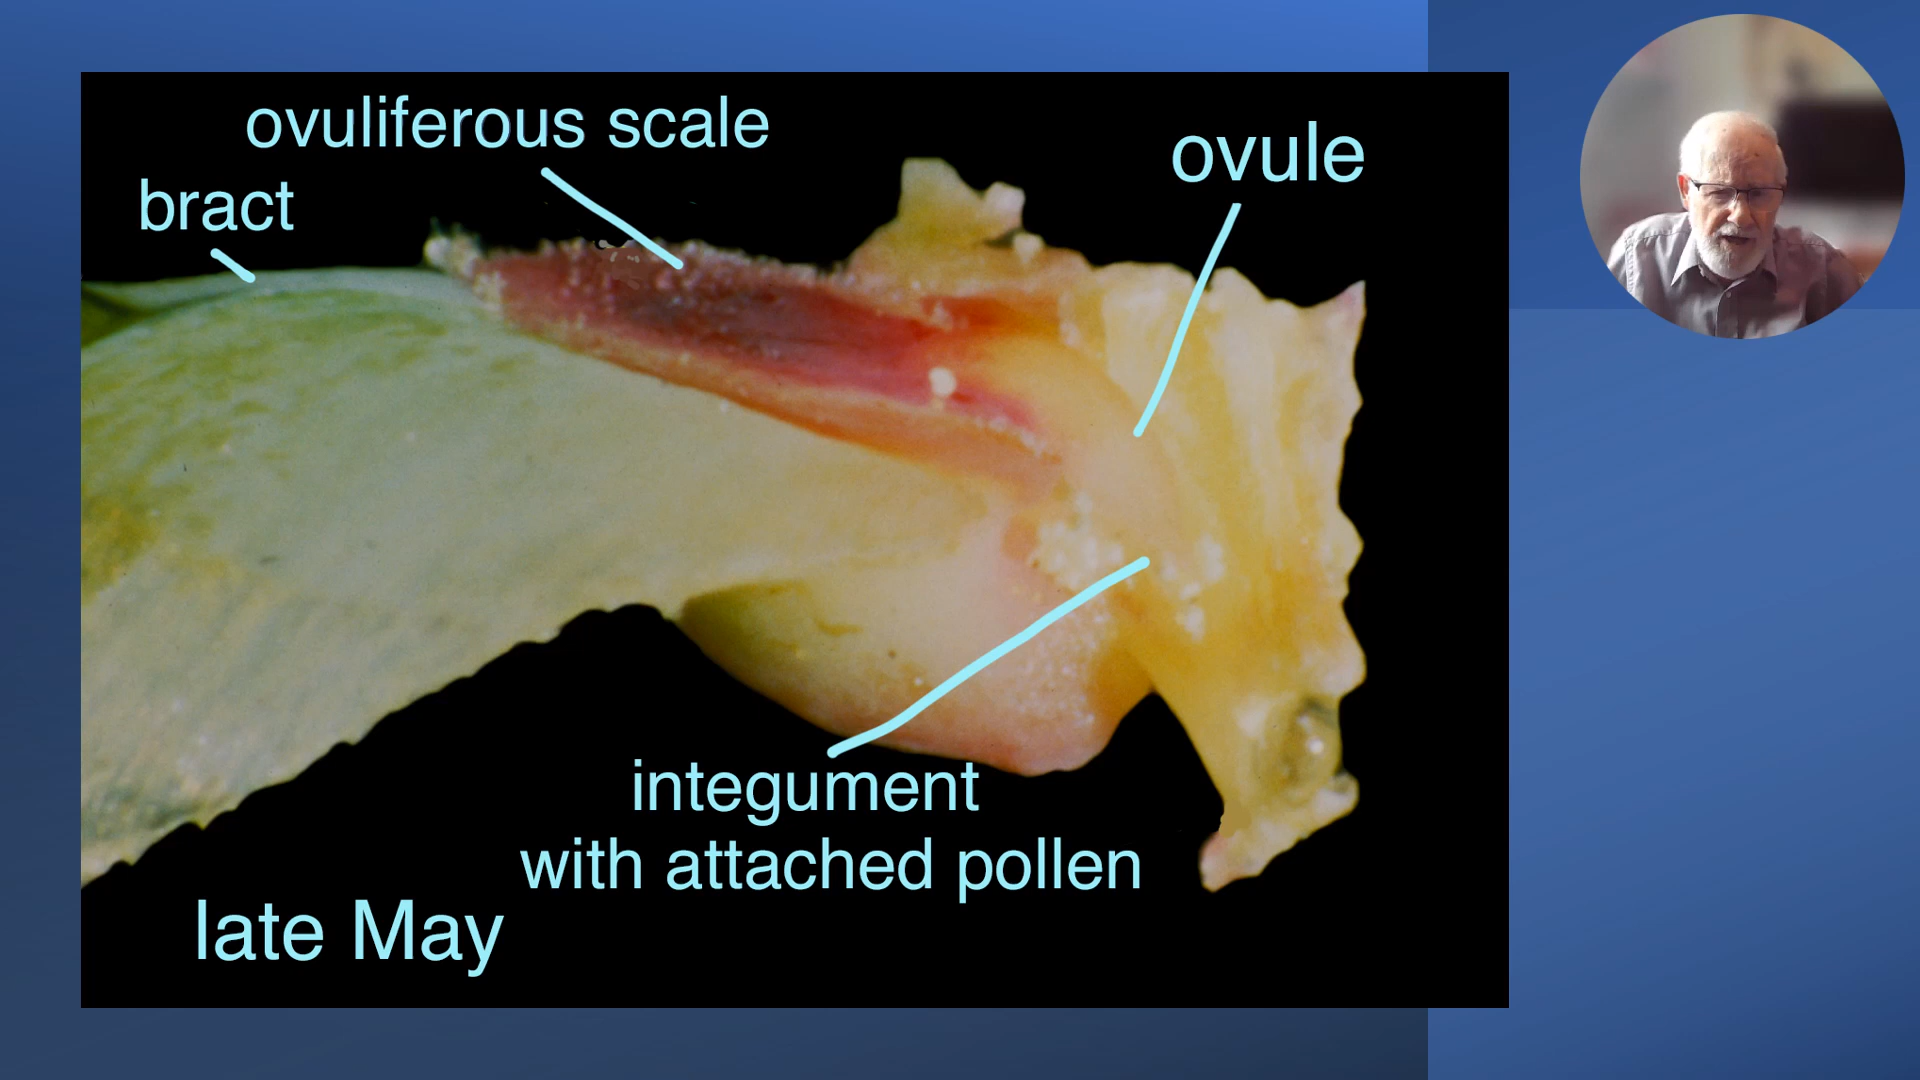 ovuliferous scale
bract
ovule
integument
with attached pollen
late May